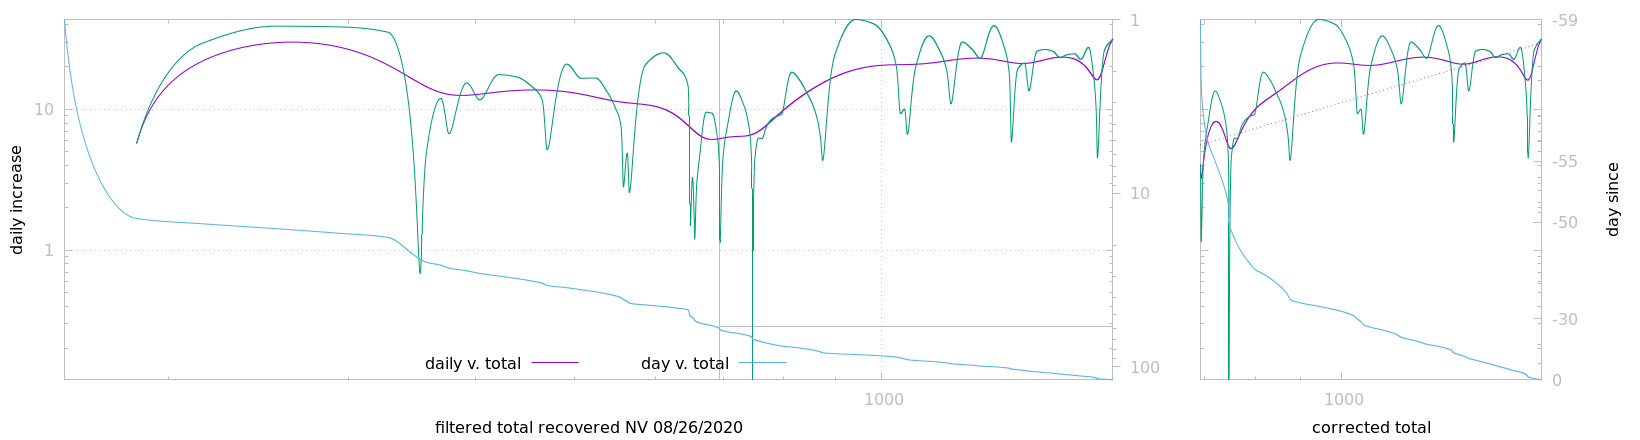 1
-59
10
-55
daily increase
day since
10
-50
1
-30
daily v. total
day v. total
100
0
1000
1000
filtered total recovered NV 08/26/2020
corrected total